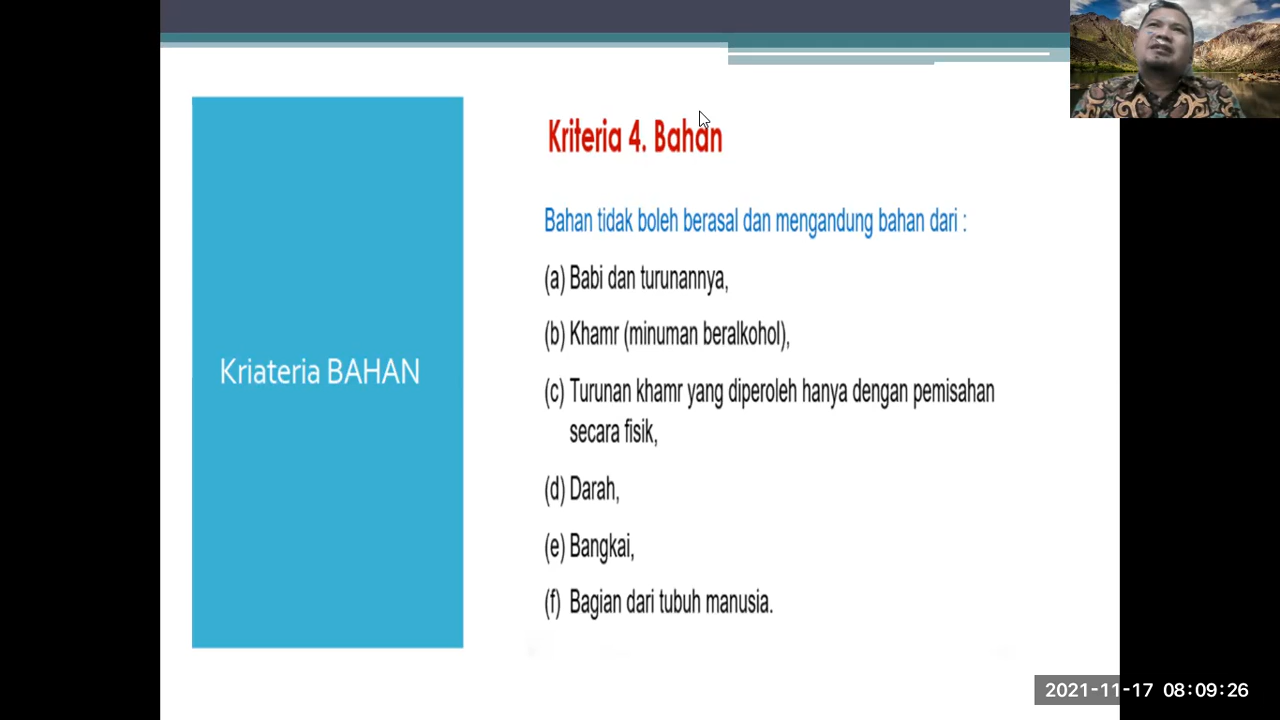 Kriteria 4. Bahan
Kriateria BAHAN
Bahan tidak boleh berasal dan mengandung bahan dari :
(a) Babi dan turunannya,
(b) Khamr (minuman beralkohol),
(c) Turunan khamr yang diperoleh hanya dengan pemisahan
secara fisik,
(d) Darah,
(e) Bangkai,
(f) Bagian dari tubuh manusia.
2021-11-17 08:09:26